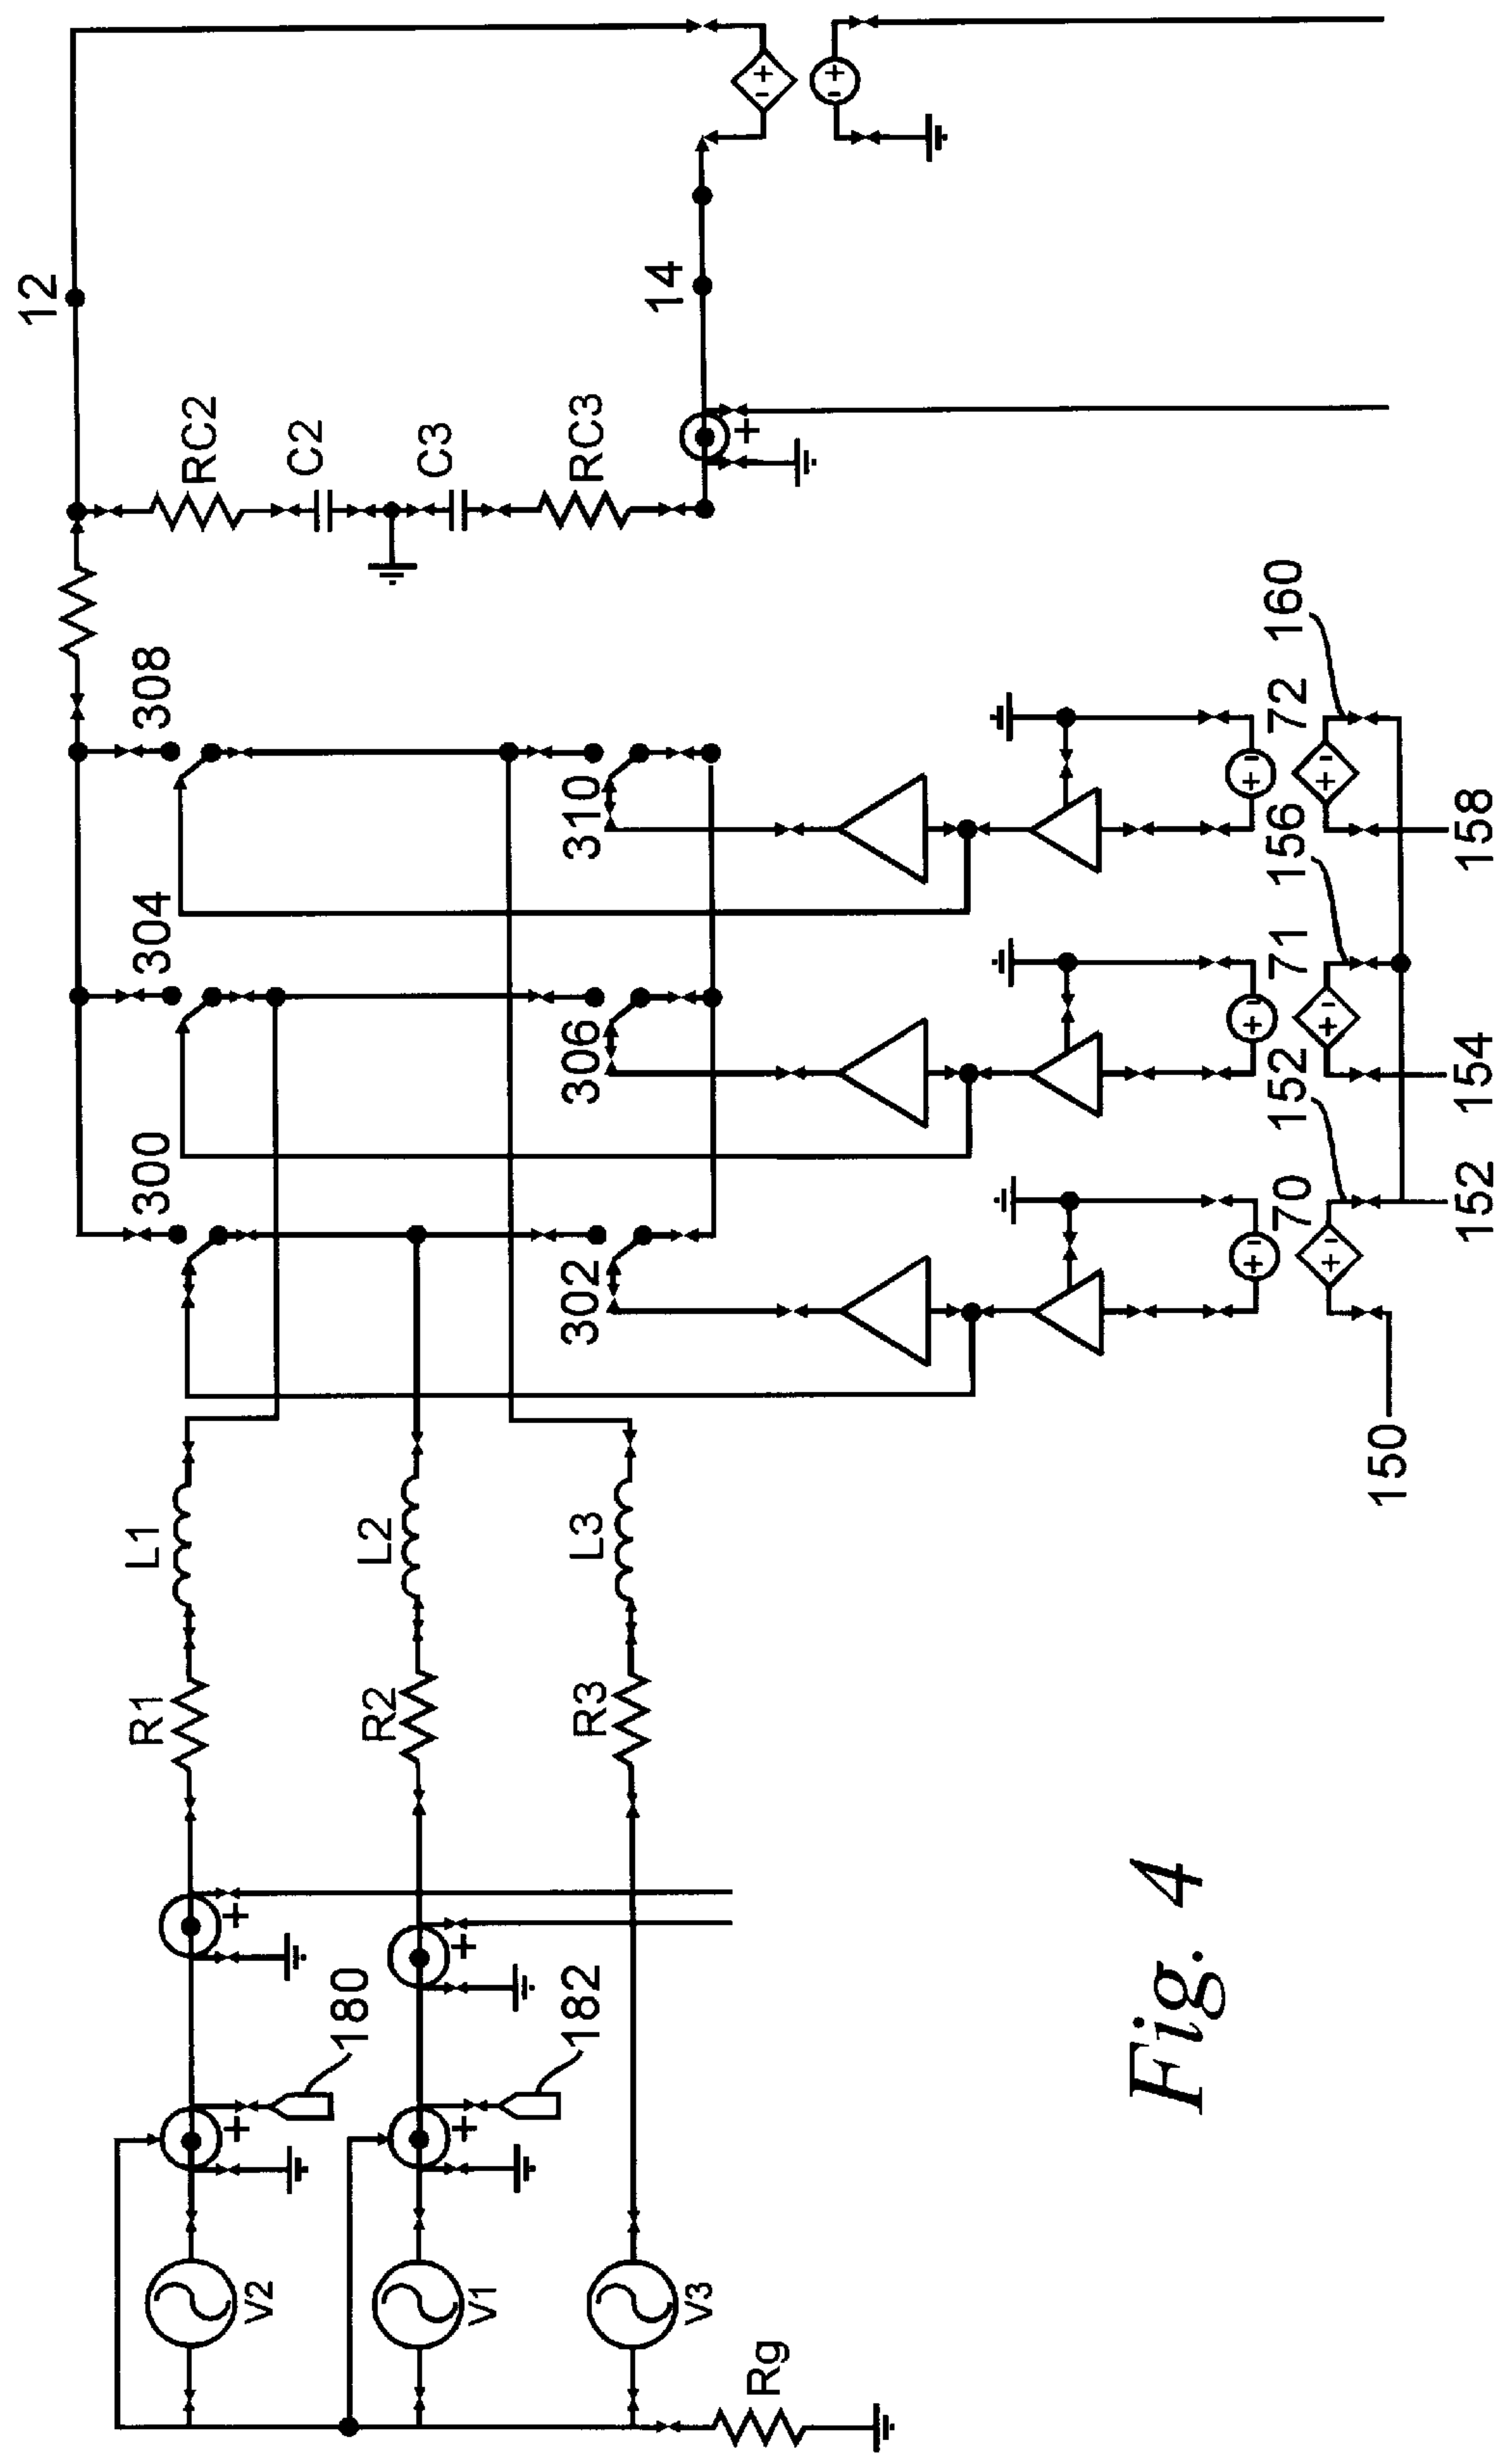 12
14
RC2
C2
C3
RC3
+
-
+
-
+
308
304
300
310
306
302
160
72
156
71
152
70
+
-
+
-
+
-
+
-
+
-
+
-
158
154
152
150
L1
L2
L3
R1
R2
R3
+
+
180
182
+
+
V2
V1
V3
Rg
Fig. 4